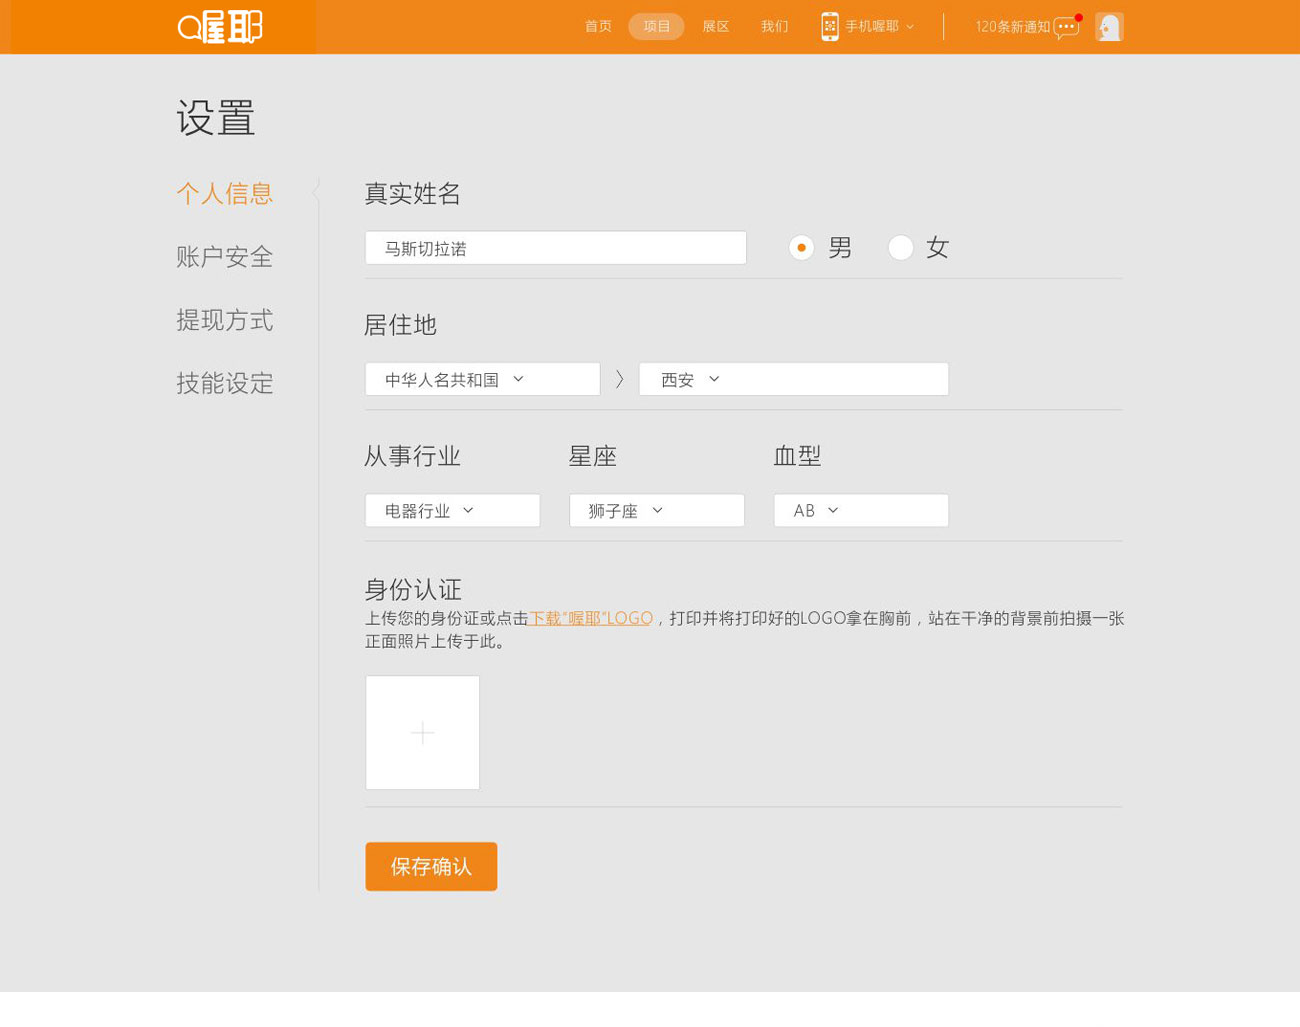 喔耶
首页 项目 展区 我们 手机喔耶 120条新通知
设置
个人信息
账户安全
提现方式
技能设定
真实姓名
马斯切拉诺 男 女
居住地
中华人名共和国 西安
从事行业 星座 血型
电器行业 狮子座 AB
身份认证
上传您的身份证或点击下载"喔耶"LOGO，打印并将打印好的LOGO拿在胸前，站在干净的背景前拍摄一张
正面照片上传于此。
保存确认